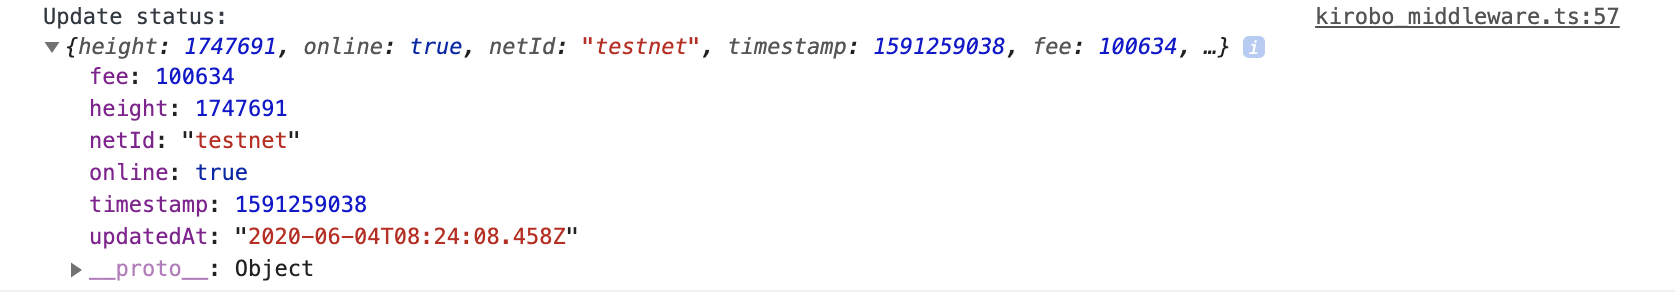 Update status: kirobo_middleware.ts:57
▼{height: 1747691, online: true, netId: "testnet", timestamp: 1591259038, fee: 100634, …} i
fee: 100634
height: 1747691
netId: "testnet"
online: true
timestamp: 1591259038
updatedAt: "2020-06-04T08:24:08.458Z"
▶__proto__: Object